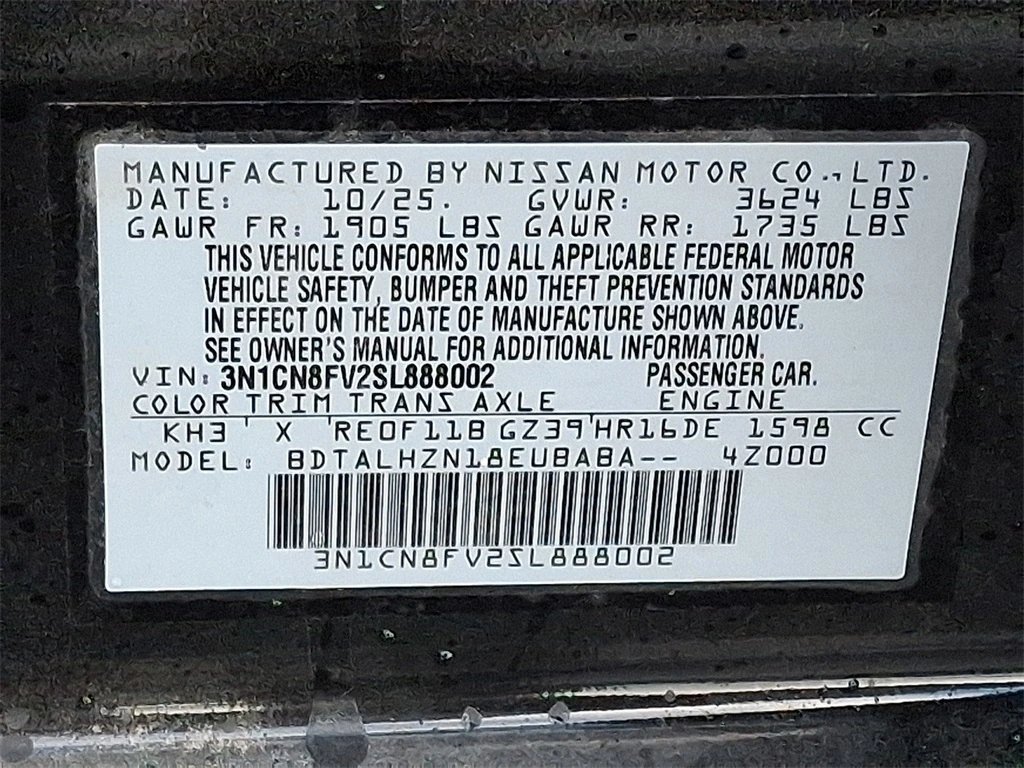 MANUFACTURED BY NISSAN MOTOR CO., LTD.
DATE: 10/25. GVWR: 3624 LBS
GAWR FR: 1905 LBS GAWR RR: 1735 LBS
THIS VEHICLE CONFORMS TO ALL APPLICABLE FEDERAL MOTOR
VEHICLE SAFETY, BUMPER AND THEFT PREVENTION STANDARDS
IN EFFECT ON THE DATE OF MANUFACTURE SHOWN ABOVE.
SEE OWNER'S MANUAL FOR ADDITIONAL INFORMATION.
VIN: 3N1CN8FV2SL888002 PASSENGER CAR.
COLOR TRIM TRANS AXLE ENGINE
KH3 ' X 'RE0F11B GZ39'HR16DE 1598 CC
MODEL: BDTALHZN18EUBABA-- 4Z000
3N1CN8FV2SL888002